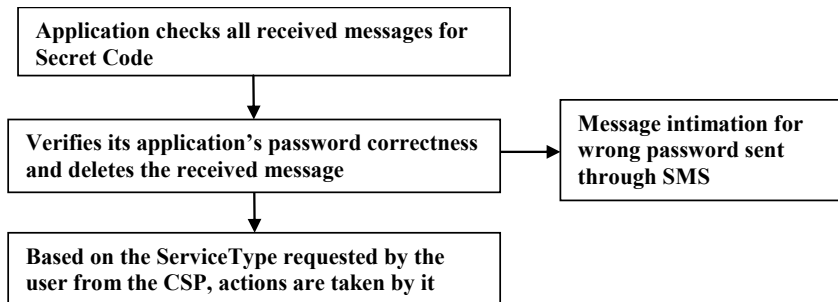 Application checks all received messages for
Secret Code
Verifies its application's password correctness
and deletes the received message
Message intimation for
wrong password sent
through SMS
Based on the ServiceType requested by the
user from the CSP, actions are taken by it